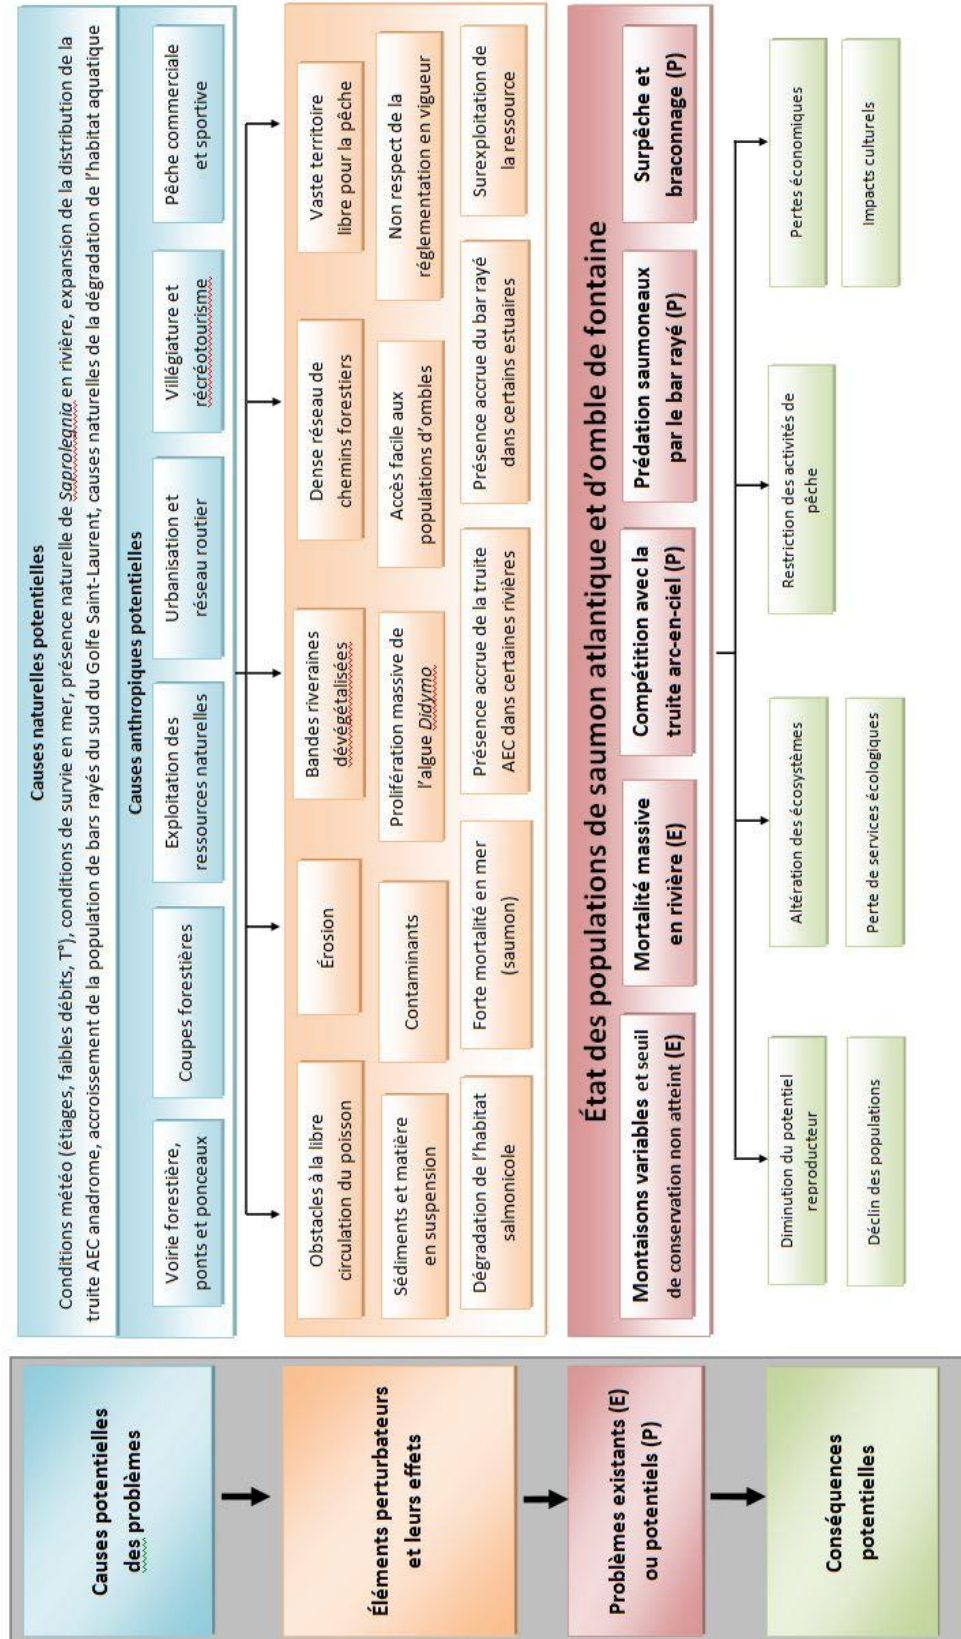 Causes potentielles
des problèmes
Causes naturelles potentielles
Conditions météo (étiages, faibles débits, T°), conditions de survie en mer, présence naturelle de Saprolegnia en rivière, expansion de la distribution de la
truite AEC anadrome, accroissement de la population de bars rayés du sud du Golfe Saint-Laurent, causes naturelles de la dégradation de l'habitat aquatique
Causes anthropiques potentielles
Voirie forestière,
ponts et ponceaux
Coupes forestières
Exploitation des
ressources naturelles
Urbanisation et
réseau routier
Villégiature et
récréotourisme
Pêche commerciale
et sportive
Éléments perturbateurs
et leurs effets
Obstacles à la libre
circulation du poisson
Érosion
Bandes riveraines
dévégétalisées
Dense réseau de
chemins forestiers
Vaste territoire
libre pour la pêche
Sédiments et matière
en suspension
Contaminants
Prolifération massive de
l'algue Didymo
Accès facile aux
populations d'ombles
Non respect de la
réglementation en vigueur
Dégradation de l'habitat
salmonicole
Forte mortalité en mer
(saumon)
Présence accrue de la truite
AEC dans certaines rivières
Présence accrue du bar rayé
dans certains estuaires
Surexploitation de
la ressource
Problèmes existants (E)
ou potentiels (P)
État des populations de saumon atlantique et d'omble de fontaine
Montaisons variables et seuil
de conservation non atteint (E)
Mortalité massive
en rivière (E)
Compétition avec la
truite arc-en-ciel (P)
Prédation saumoneaux
par le bar rayé (P)
Surpêche et
braconnage (P)
Conséquences
potentielles
Diminution du potentiel
reproducteur
Altération des écosystèmes
Restriction des activités de
pêche
Pertes économiques
Déclin des populations
Perte de services écologiques
Impacts culturels